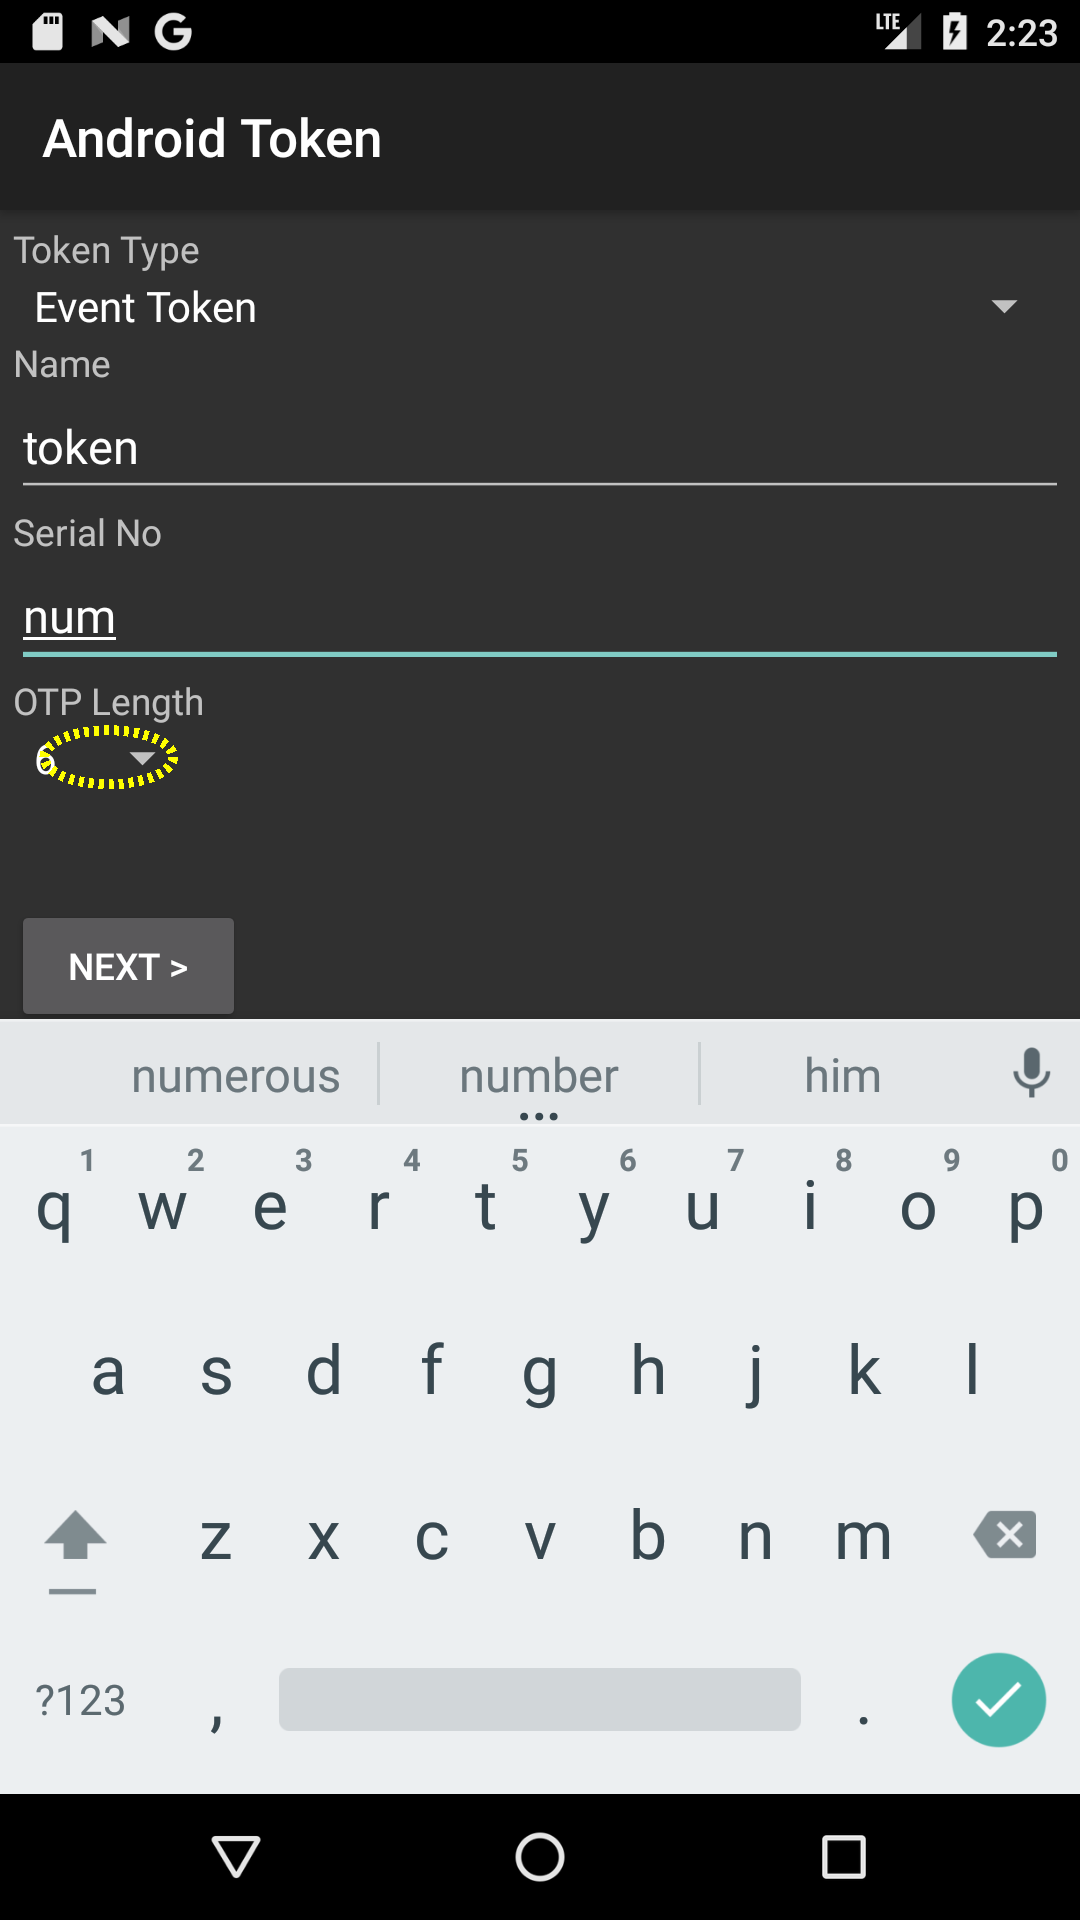 LTE 2:23
Android Token
Token Type
Event Token
Name
token
Serial No
num
OTP Length
6
NEXT >
numerous number him
1 2 3 4 5 6 7 8 9 0
q w e r t y u i o p
a s d f g h j k l
z x c v b n m
?123 , .